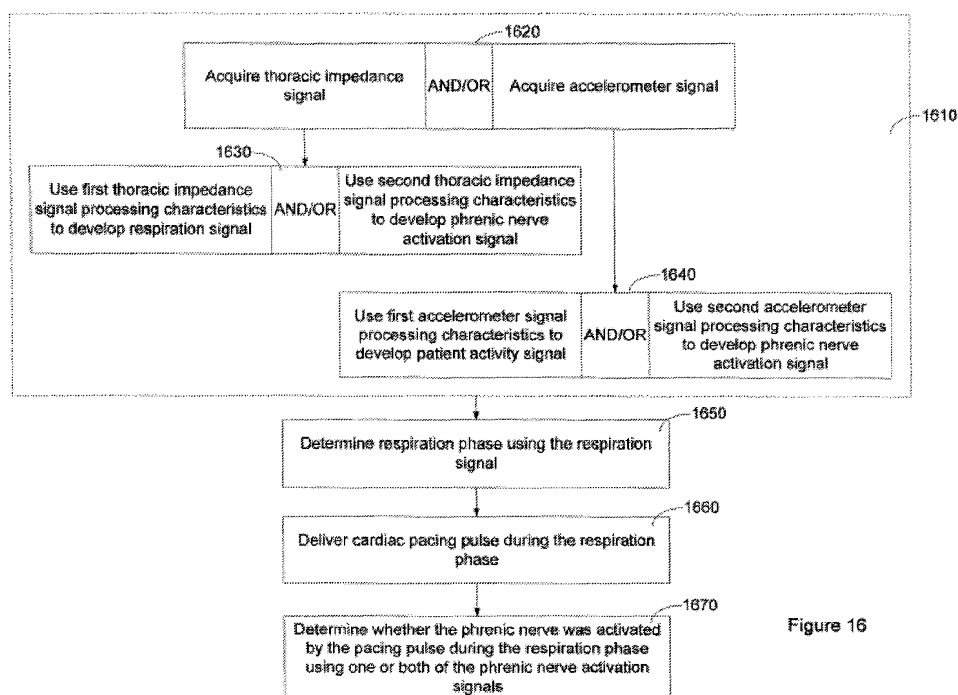 1620
Acquire thoracic impedance
signal
AND/OR
Acquire accelerometer signal
1610
1630
Use first thoracic impedance
signal processing characteristics
to develop respiration signal
AND/OR
Use second thoracic impedance
signal processing characteristics
to develop phrenic nerve
activation signal
1640
Use first accelerometer signal
processing characteristics to
develop patient activity signal
AND/OR
Use second accelerometer
signal processing characteristics
to develop phrenic nerve
activation signal
1650
Determine respiration phase using the respiration
signal
1660
Deliver cardiac pacing pulse during the respiration
phase
1670
Determine whether the phrenic nerve was activated
by the pacing pulse during the respiration phase
using one or both of the phrenic nerve activation
signals
Figure 16